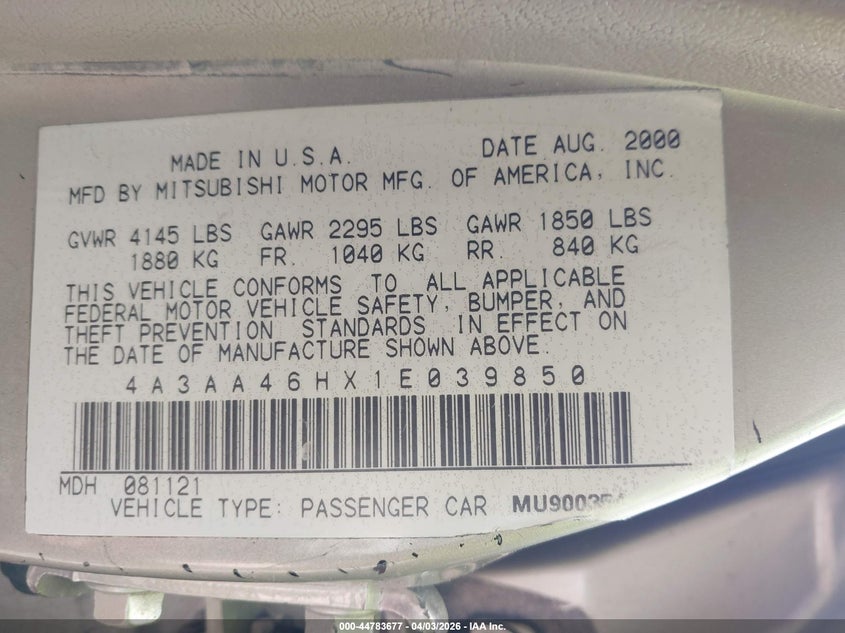 MADE IN U.S.A. DATE AUG. 2000
MFD BY MITSUBISHI MOTOR MFG. OF AMERICA, INC.
GVWR 4145 LBS GAWR 2295 LBS GAWR 1850 LBS
1880 KG FR. 1040 KG RR. 840 KG
THIS VEHICLE CONFORMS TO ALL APPLICABLE
FEDERAL MOTOR VEHICLE SAFETY, BUMPER, AND
THEFT PREVENTION STANDARDS IN EFFECT ON
THE DATE OF MANUFACTURE SHOWN ABOVE.
4A3AA46HX1E039850
MDH 081121
VEHICLE TYPE: PASSENGER CAR
000-44783677 - 04/03/2026 - IAA Inc.